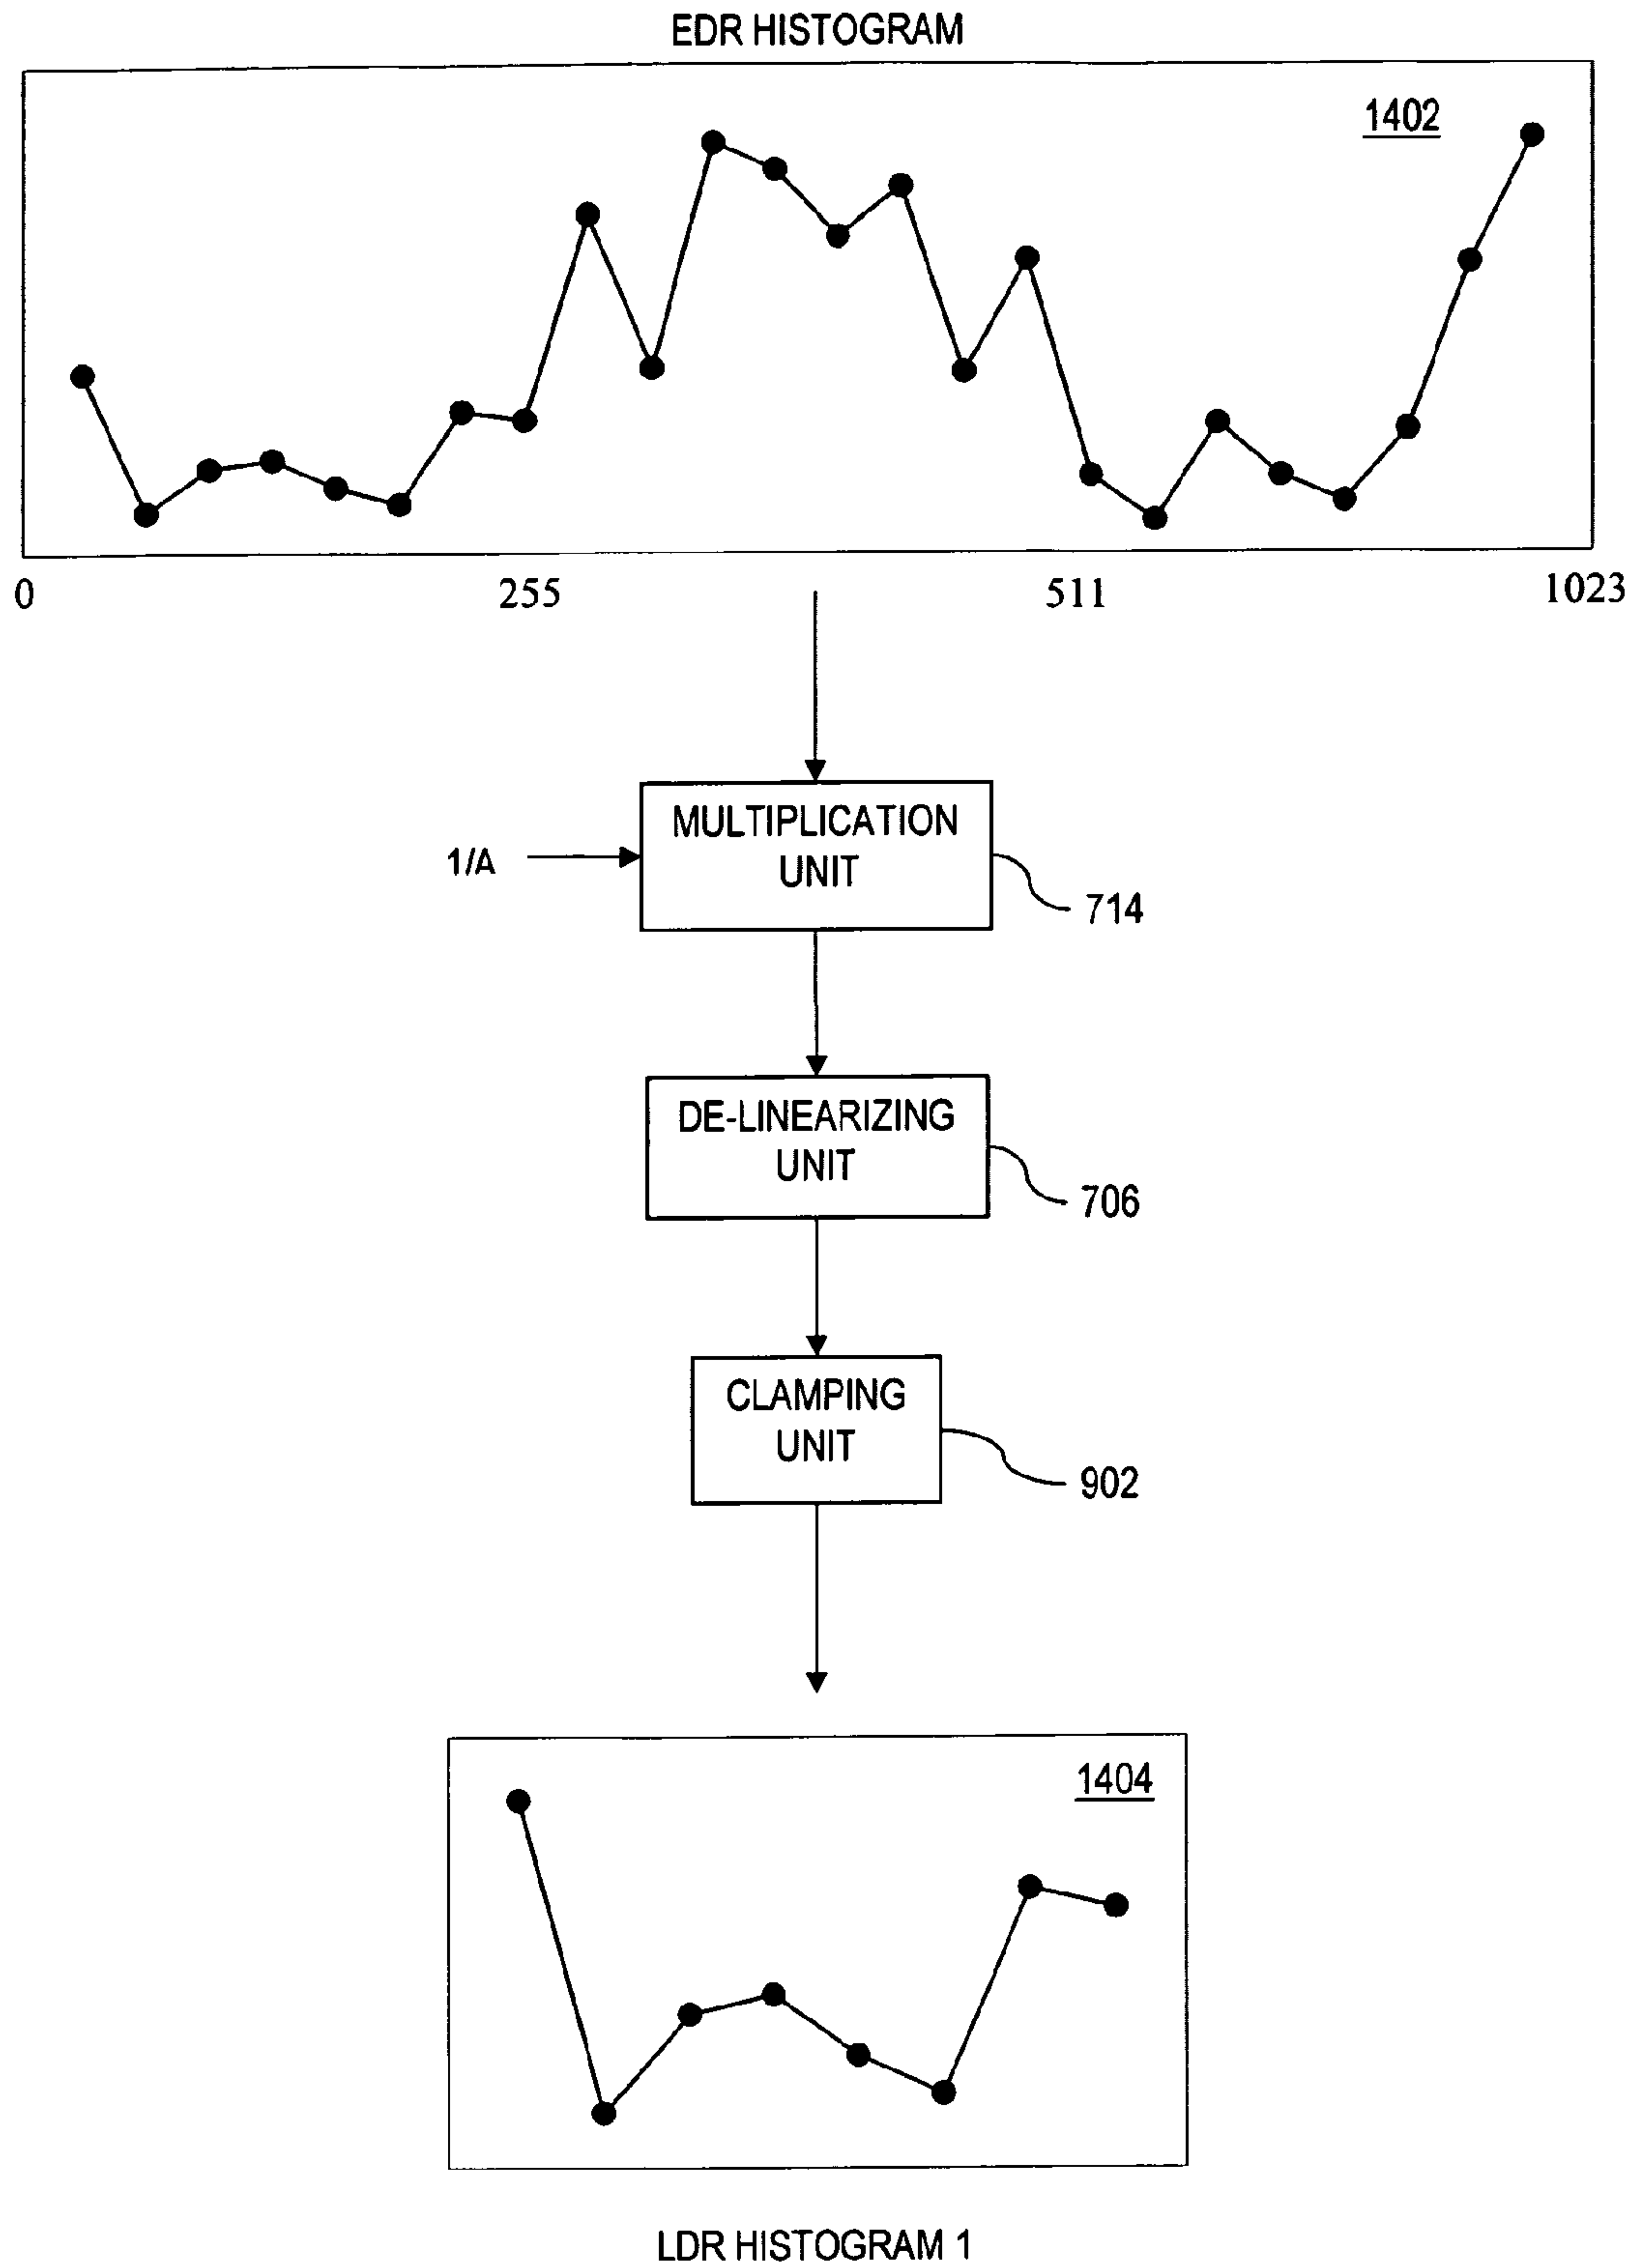 EDR HISTOGRAM
1402
0 255 511 1023
MULTIPLICATION
UNIT
1/A
714
DE-LINEARIZING
UNIT
706
CLAMPING
UNIT
902
1404
LDR HISTOGRAM 1